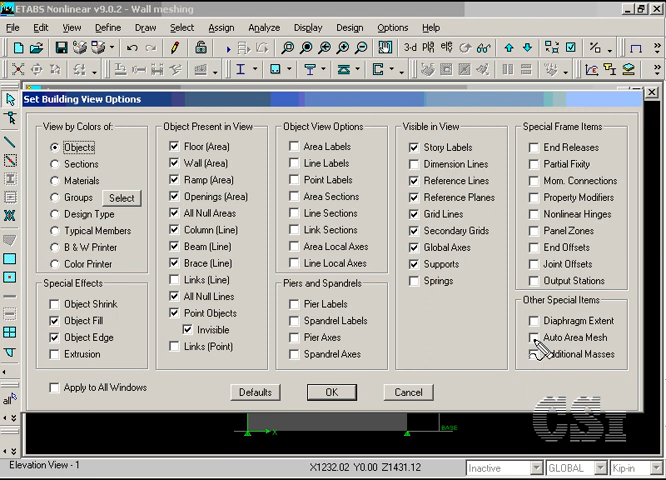 ETABS Nonlinear v9.0.2 - Wall meshing
File Edit View Define Draw Select Assign Analyze Display Design Options Help
3-d
Set Building View Options
View by Colors of:
Objects
Sections
Materials
Groups Select
Design Type
Typical Members
B & W Printer
Color Printer
Special Effects
Object Shrink
Object Fill
Object Edge
Extrusion
Apply to All Windows
Object Present in View
Floor (Area)
Wall (Area)
Ramp (Area)
Openings (Area)
All Null Areas
Column (Line)
Beam (Line)
Brace (Line)
Links (Line)
All Null Lines
Point Objects
Invisible
Links (Point)
Object View Options
Area Labels
Line Labels
Point Labels
Area Sections
Line Sections
Link Sections
Area Local Axes
Line Local Axes
Piers and Spandrels
Pier Labels
Spandrel Labels
Pier Axes
Spandrel Axes
Visible in View
Story Labels
Dimension Lines
Reference Lines
Reference Planes
Grid Lines
Secondary Grids
Global Axes
Supports
Springs
Special Frame Items
End Releases
Partial Fixity
Mom. Connections
Property Modifiers
Nonlinear Hinges
Panel Zones
End Offsets
Joint Offsets
Output Stations
Other Special Items
Diaphragm Extent
Auto Area Mesh
Additional Masses
Defaults OK Cancel
all
X
BASE
CSI
Elevation View - 1 X1232.02 Y0.00 Z1431.12 Inactive GLOBAL Kip-in